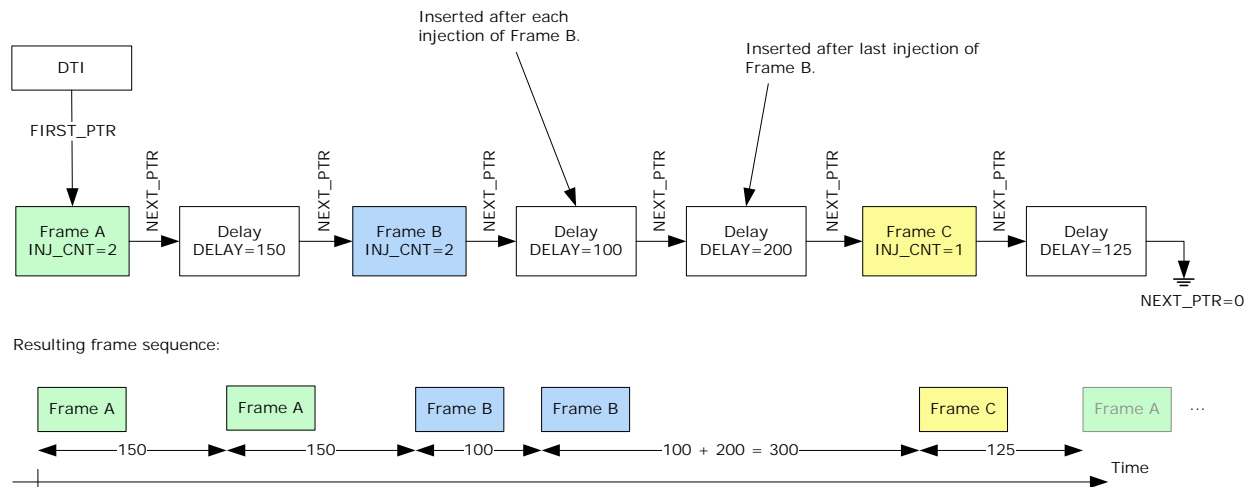 Inserted after each
injection of Frame B.
Inserted after last injection of
Frame B.
DTI
FIRST_PTR
NEXT_PTR
NEXT_PTR
NEXT_PTR
NEXT_PTR
NEXT_PTR
NEXT_PTR
Frame A
INJ_CNT=2
Delay
DELAY=150
Frame B
INJ_CNT=2
Delay
DELAY=100
Delay
DELAY=200
Frame C
INJ_CNT=1
Delay
DELAY=125
NEXT_PTR=0
Resulting frame sequence:
Frame A
Frame A
Frame B
Frame B
Frame C
Frame A
...
150
150
100
100 + 200 = 300
125
Time